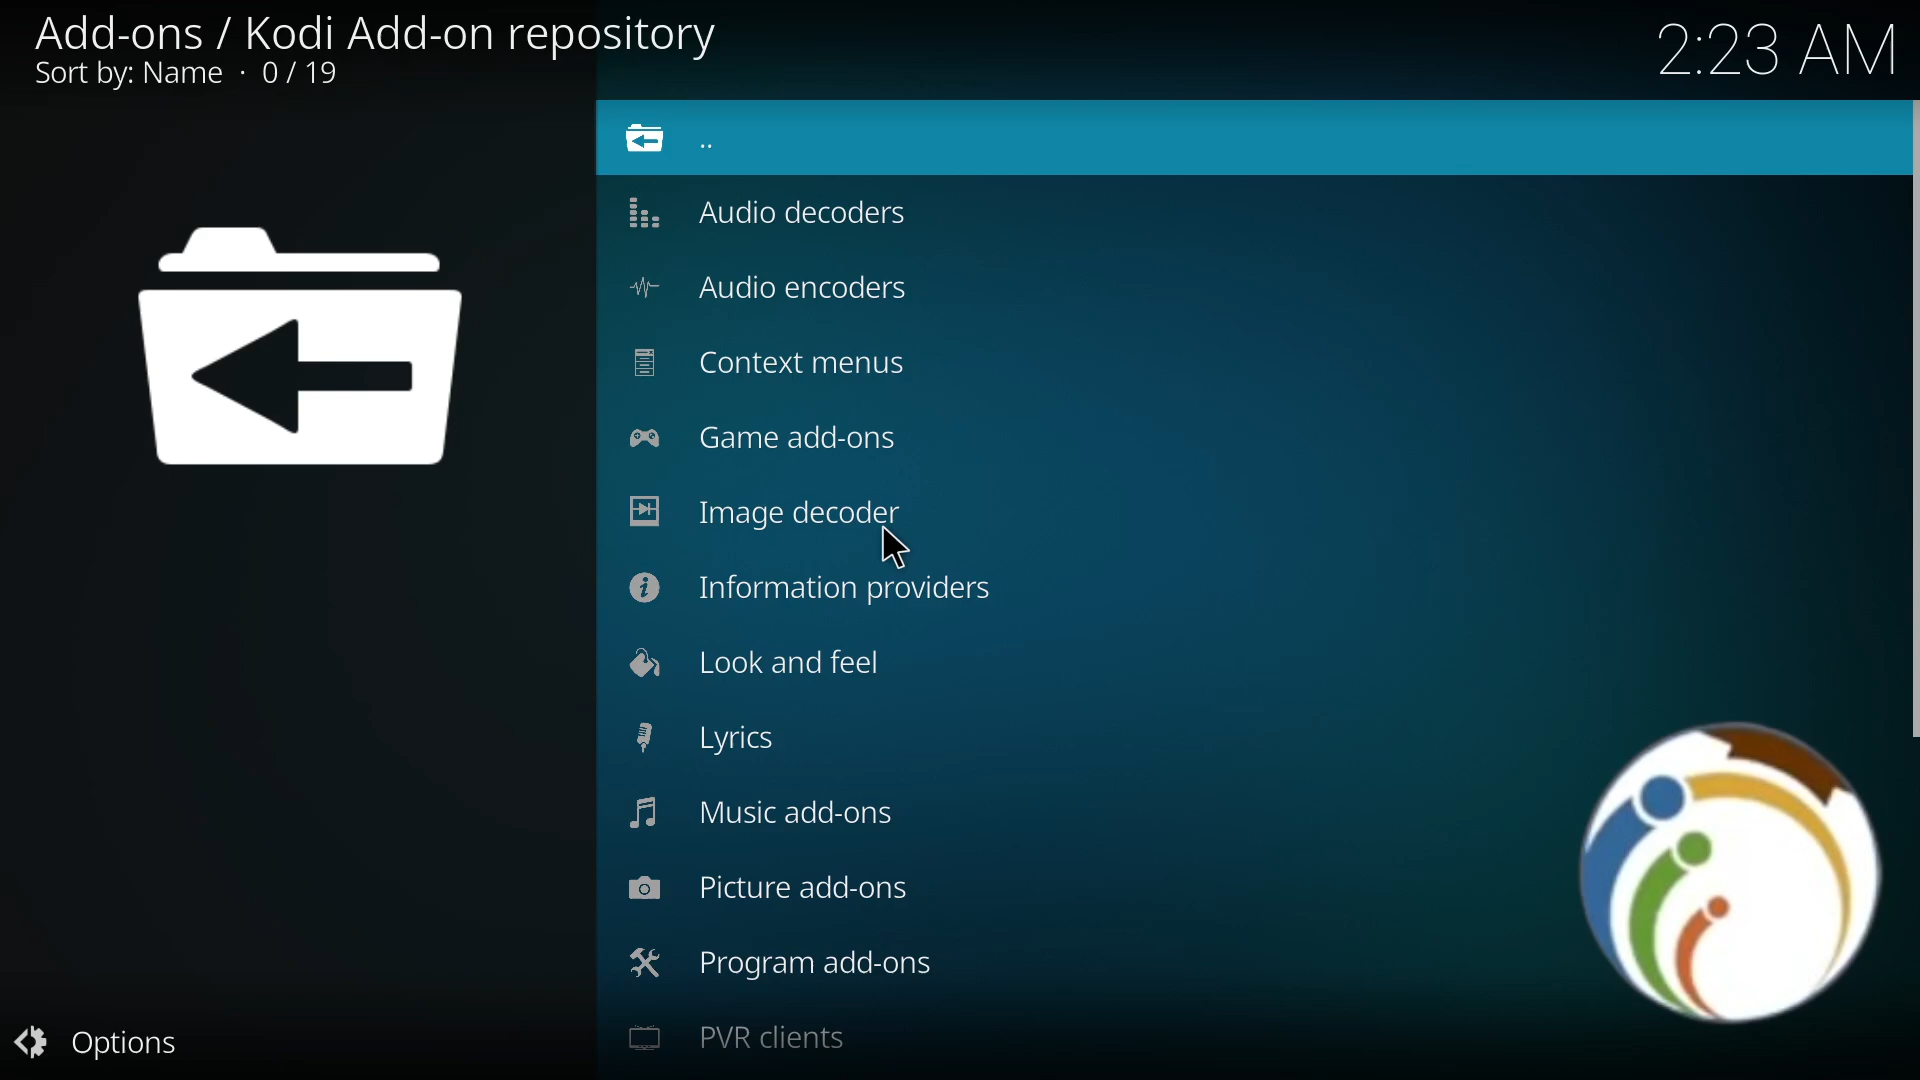 Add-ons / Kodi Add-on repository
Sort by: Name · 0 / 19
2:23 AM
..
Audio decoders
Audio encoders
Context menus
Game add-ons
Image decoder
Information providers
Look and feel
Lyrics
Music add-ons
Picture add-ons
Program add-ons
PVR clients
Options